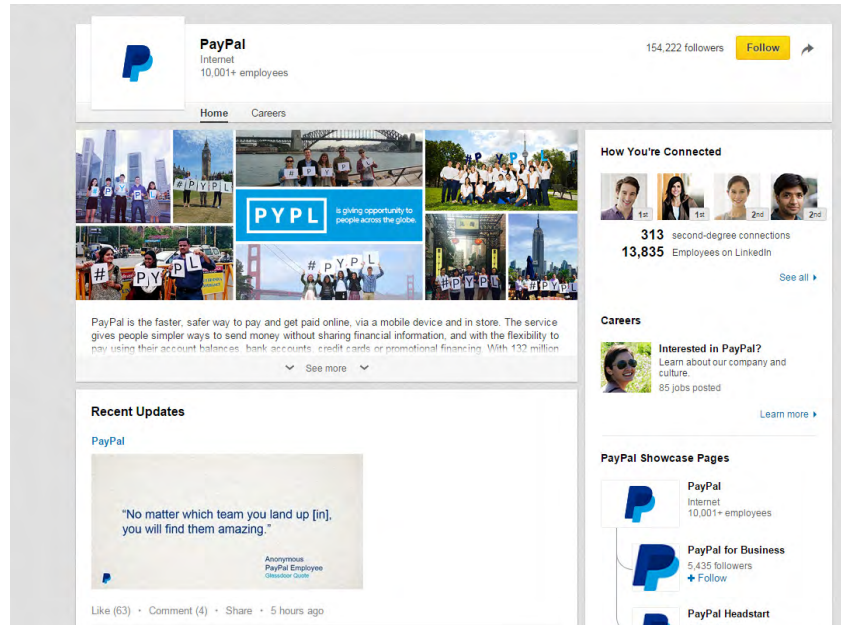 PayPal
Internet
10,001+ employees
154,222 followers
Follow
Home
Careers
#PYPL
#PYPL
#PYPL
#PYPL
PYPL
is giving opportunity to
people across the globe.
#PYPL
#PYPL
#PYPL
#PYPL
PayPal is the faster, safer way to pay and get paid online, via a mobile device and in store. The service
gives people simpler ways to send money without sharing financial information, and with the flexibility to
pay using their account balances, bank accounts, credit cards or promotional financing. With 132 million
See more
Recent Updates
PayPal
“No matter which team you land up [in],
you will find them amazing.”
Anonymous
PayPal Employee
Glassdoor Quote
Like (63) · Comment (4) · Share · 5 hours ago
How You're Connected
1st
1st
2nd
2nd
313 second-degree connections
13,835 Employees on LinkedIn
See all
Careers
Interested in PayPal?
Learn about our company and
culture.
85 jobs posted
Learn more
PayPal Showcase Pages
PayPal
Internet
10,001+ employees
PayPal for Business
5,435 followers
+ Follow
PayPal Headstart